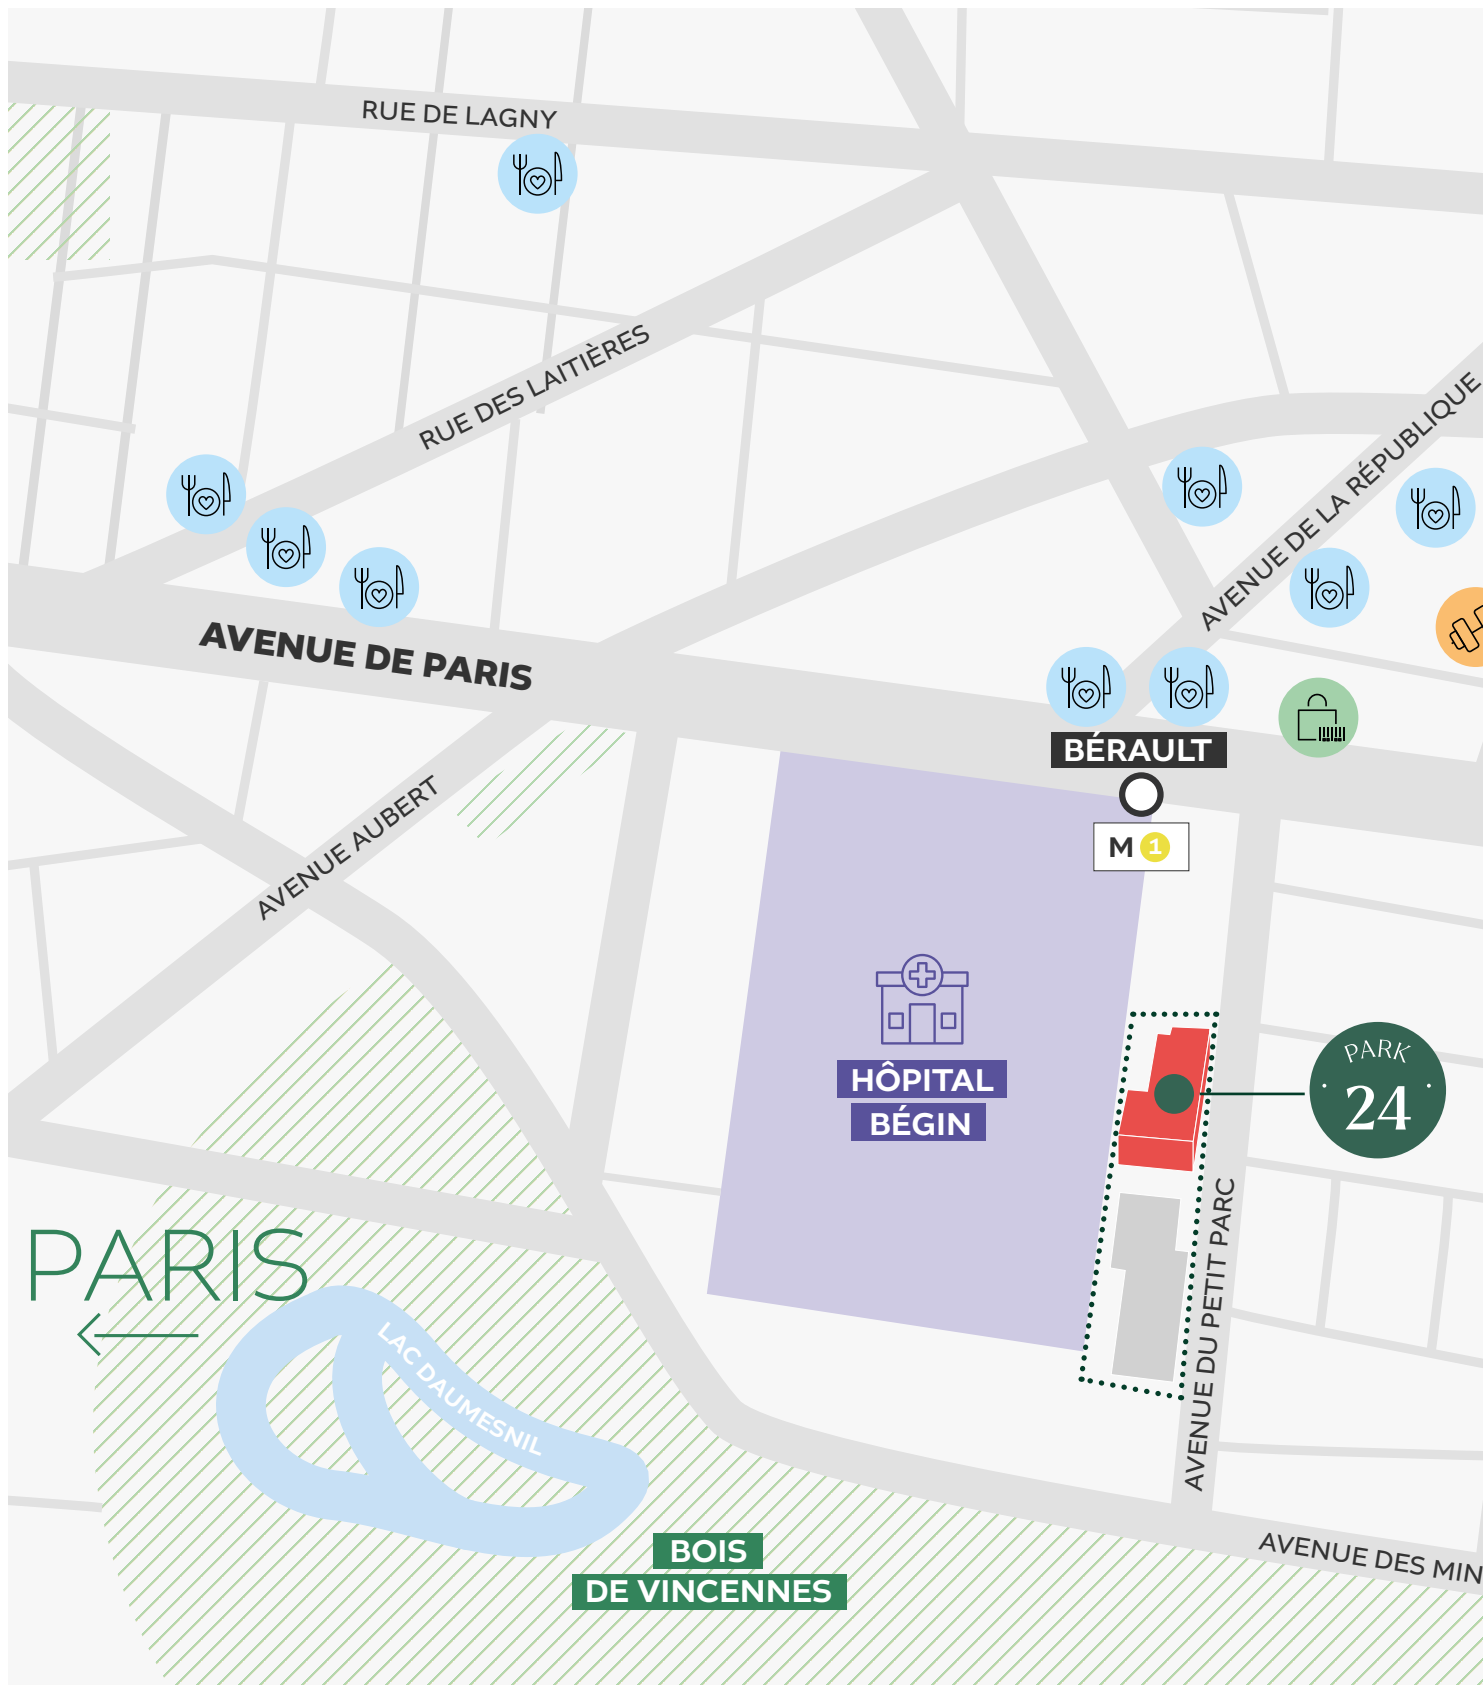 RUE DE LAGNY
RUE DES LAITIÈRES
AVENUE DE LA RÉPUBLIQUE
AVENUE DE PARIS
BÉRAULT
M 1
AVENUE AUBERT
HÔPITAL
BÉGIN
PARK
24
AVENUE DU PETIT PARC
PARIS
LAC DAUMESNIL
BOIS
DE VINCENNES
AVENUE DES MIN